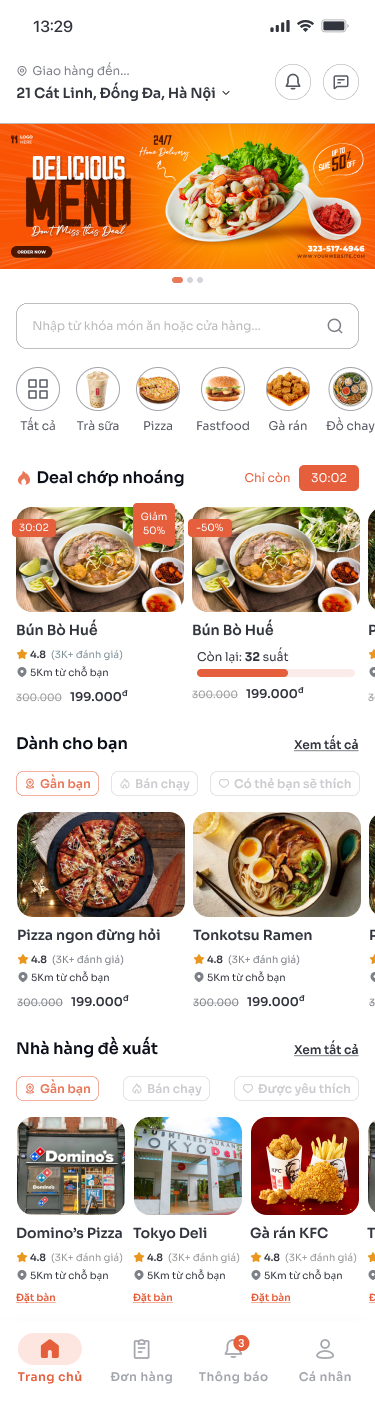 13:29
Giao hàng đến...
21 Cát Linh, Đống Đa, Hà Nội
LOGO
HERE
DELICIOUS
MENU
Don't Miss this Deal
ORDER NOW
24/7
Home Delivery
UP TO
SAVE 50%
OFF
323-517-4946
WWW.YOURWEBSITE.COM
Nhập từ khóa món ăn hoặc cửa hàng...
Tất cả
Trà sữa
Pizza
Fastfood
Gà rán
Đồ chay
Deal chớp nhoáng
Chỉ còn
30:02
30:02
Giảm
50%
-50%
Bún Bò Huế
4.8 (3K+ đánh giá)
5Km từ chỗ bạn
300.000 199.000đ
Bún Bò Huế
Còn lại: 32 suất
300.000 199.000đ
Dành cho bạn
Xem tất cả
Gần bạn
Bán chạy
Có thể bạn sẽ thích
Pizza ngon đừng hỏi
4.8 (3K+ đánh giá)
5Km từ chỗ bạn
300.000 199.000đ
Tonkotsu Ramen
4.8 (3K+ đánh giá)
5Km từ chỗ bạn
300.000 199.000đ
Nhà hàng đề xuất
Xem tất cả
Gần bạn
Bán chạy
Được yêu thích
Domino's
Domino's
SUSHI RESTAURANT
OKYO Deli
KFC
Domino's Pizza
4.8 (3K+ đánh giá)
5Km từ chỗ bạn
Đặt bàn
Tokyo Deli
4.8 (3K+ đánh giá)
5Km từ chỗ bạn
Đặt bàn
Gà rán KFC
4.8 (3K+ đánh giá)
5Km từ chỗ bạn
Đặt bàn
Trang chủ
Đơn hàng
3
Thông báo
Cá nhân